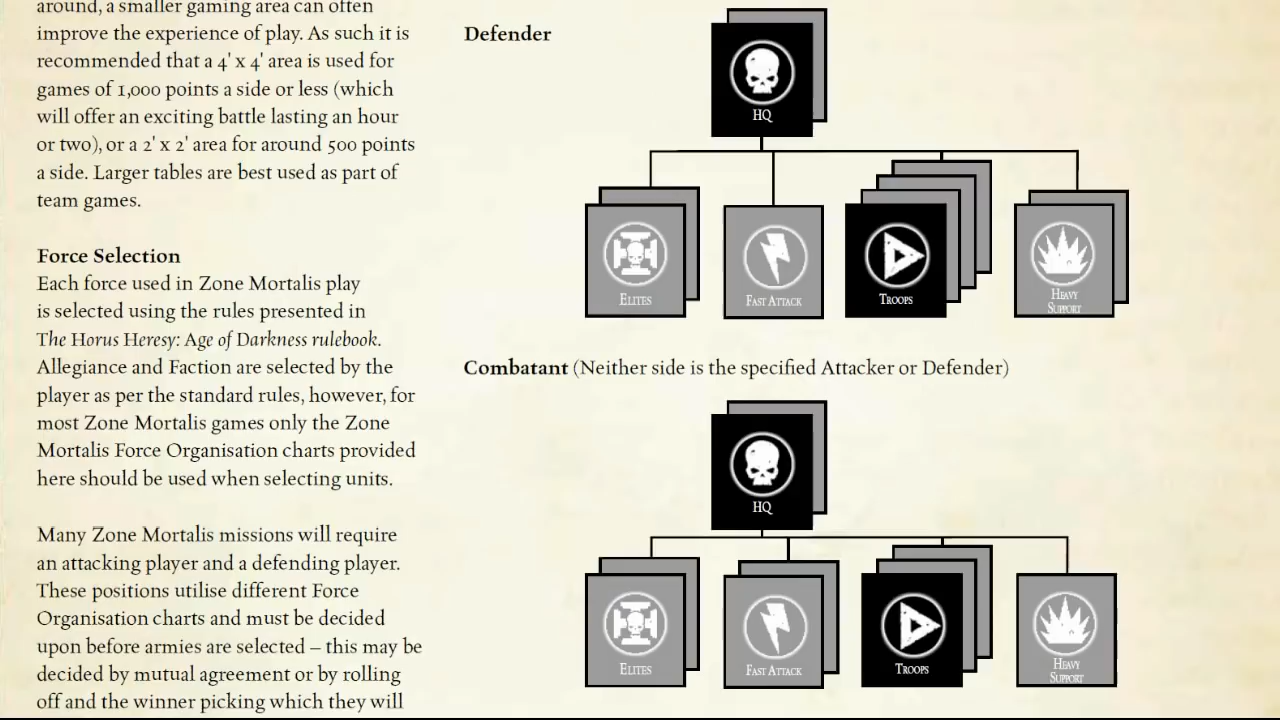 around, a smaller gaming area can often
improve the experience of play. As such it is
recommended that a 4' x 4' area is used for
games of 1,000 points a side or less (which
will offer an exciting battle lasting an hour
or two), or a 2' x 2' area for around 500 points
a side. Larger tables are best used as part of
team games.
Force Selection
Each force used in Zone Mortalis play
is selected using the rules presented in
The Horus Heresy: Age of Darkness rulebook.
Allegiance and Faction are selected by the
player as per the standard rules, however, for
most Zone Mortalis games only the Zone
Mortalis Force Organisation charts provided
here should be used when selecting units.
Many Zone Mortalis missions will require
an attacking player and a defending player.
These positions utilise different Force
Organisation charts and must be decided
upon before armies are selected – this may be
decided by mutual agreement or by rolling
off and the winner picking which they will
Defender
HQ
Elites
Fast Attack
Troops
Heavy
Support
Combatant (Neither side is the specified Attacker or Defender)
HQ
Elites
Fast Attack
Troops
Heavy
Support